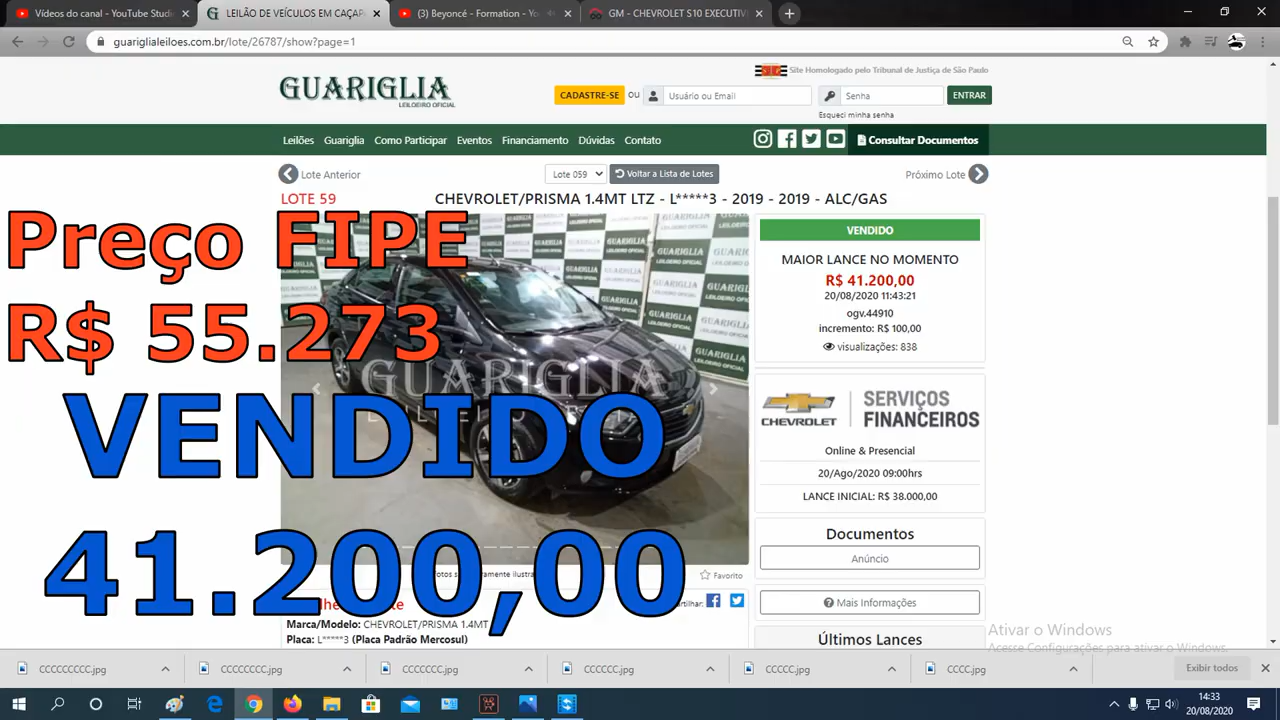 Vídeos do canal - YouTube Studi
LEILÃO DE VEÍCULOS EM CAÇAP
(3) Beyoncé - Formation - You
GM - CHEVROLET S10 EXECUTIV
guariglialeiloes.com.br/lote/26787/show?page=1
GUARIGLIA
LEILOEIRO OFICIAL
Site Homologado pelo Tribunal de Justiça de São Paulo
CADASTRE-SE ou Usuário ou Email Senha ENTRAR
Esqueci minha senha
Leilões Guariglia Como Participar Eventos Financiamento Dúvidas Contato
Consultar Documentos
Lote Anterior
Lote 059
Voltar a Lista de Lotes
Próximo Lote
LOTE 59
CHEVROLET/PRISMA 1.4MT LTZ - L*****3 - 2019 - 2019 - ALC/GAS
Preço FIPE
R$ 55.273
VENDIDO
41.200,00
GUARIGLIA
VENDIDO
MAIOR LANCE NO MOMENTO
R$ 41.200,00
20/08/2020 11:43:21
ogv.44910
incremento: R$ 100,00
visualizações: 838
CHEVROLET
SERVIÇOS
FINANCEIROS
Online & Presencial
20/Ago/2020 09:00hrs
LANCE INICIAL: R$ 38.000,00
Documentos
Anúncio
Mais Informações
Últimos Lances
Favorito
Marca/Modelo: CHEVROLET/PRISMA 1.4MT
Placa: L*****3 (Placa Padrão Mercosul)
Ativar o Windows
Acesse Configurações para ativar o Windows.
CCCCCCCCC.jpg
CCCCCCCC.jpg
CCCCCCC.jpg
CCCCCC.jpg
CCCCC.jpg
CCCC.jpg
Exibir todos
14:33
20/08/2020